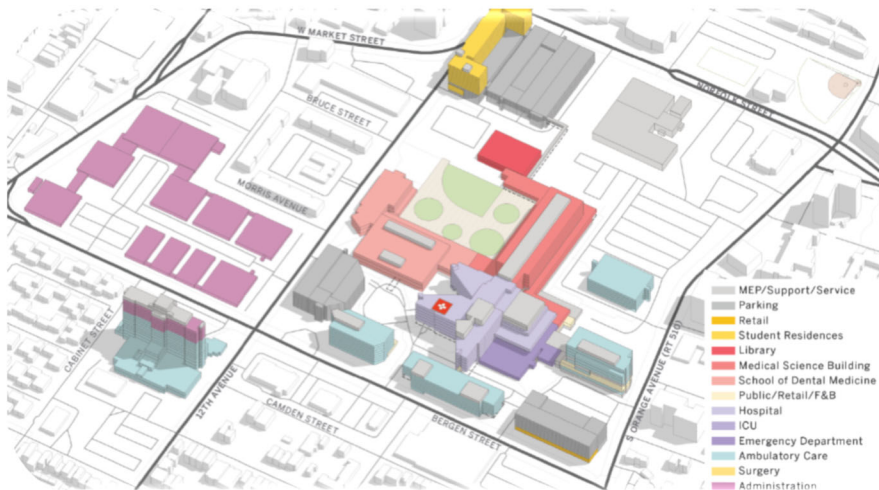 W MARKET STREET
NORFOLK STREET
BRUCE STREET
MORRIS AVENUE
CABINET STREET
12TH AVENUE
CAMDEN STREET
BERGEN STREET
S ORANGE AVENUE (RT 510)
MEP/Support/Service
Parking
Retail
Student Residences
Library
Medical Science Building
School of Dental Medicine
Public/Retail/F&B
Hospital
ICU
Emergency Department
Ambulatory Care
Surgery
Administration